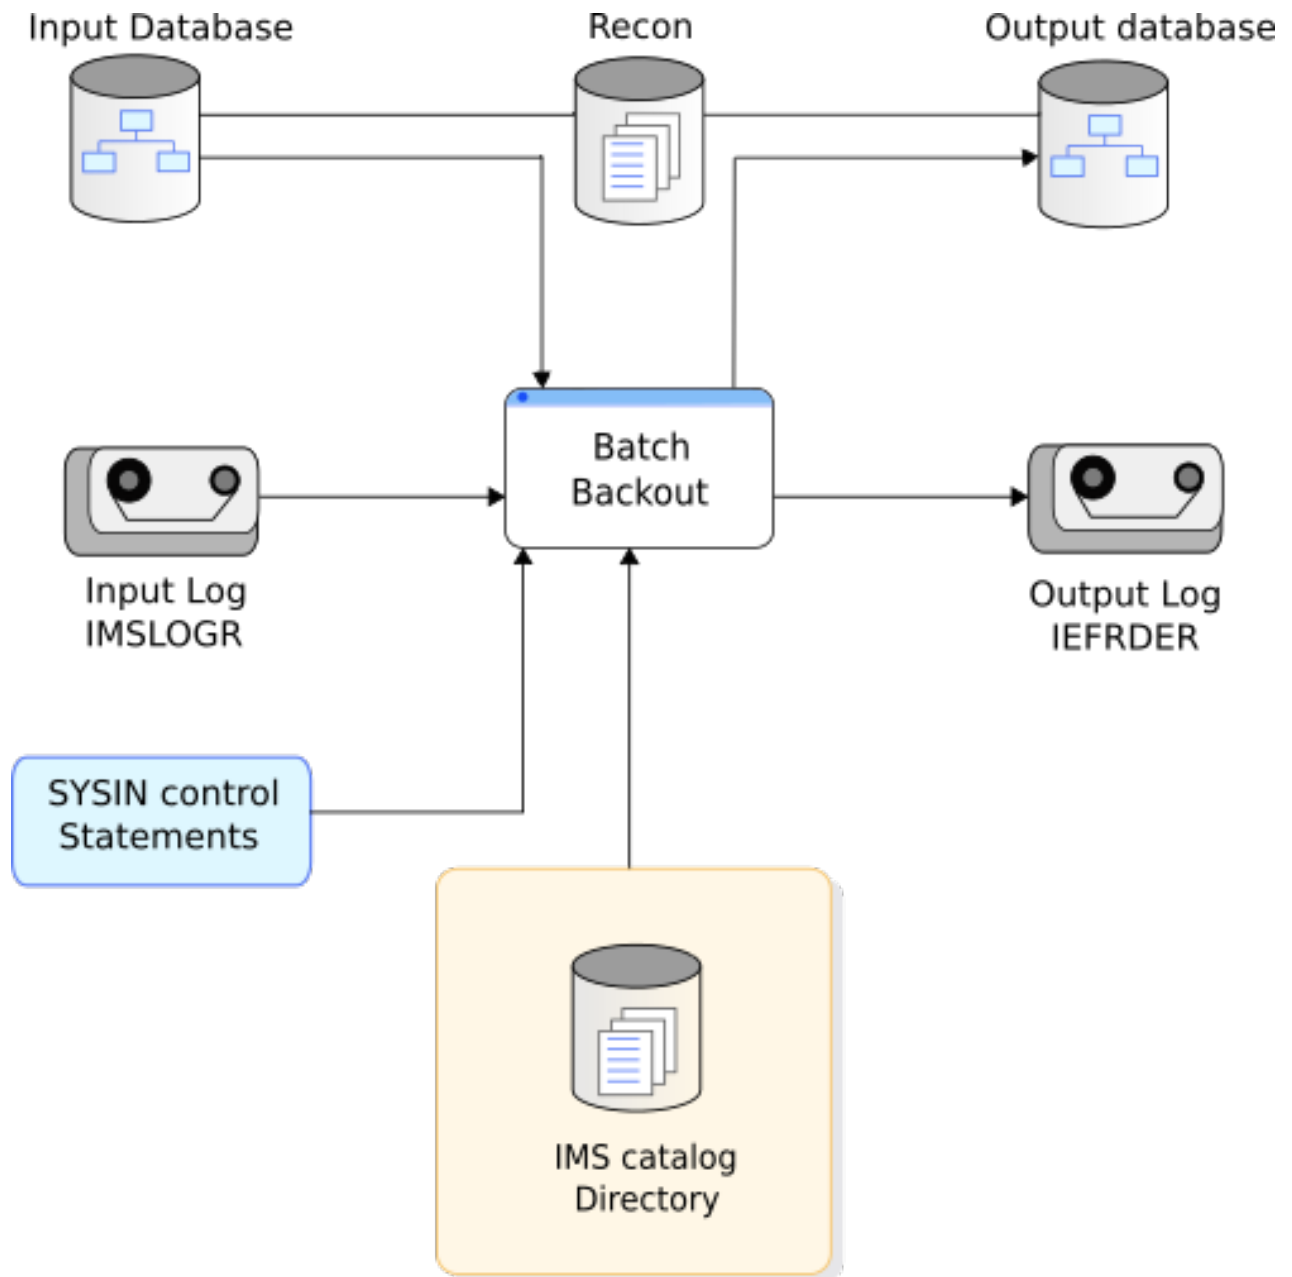 Input Database
Recon
Output database
Batch
Backout
Input Log
IMSLOGR
Output Log
IEFRDER
SYSIN control
Statements
IMS catalog
Directory